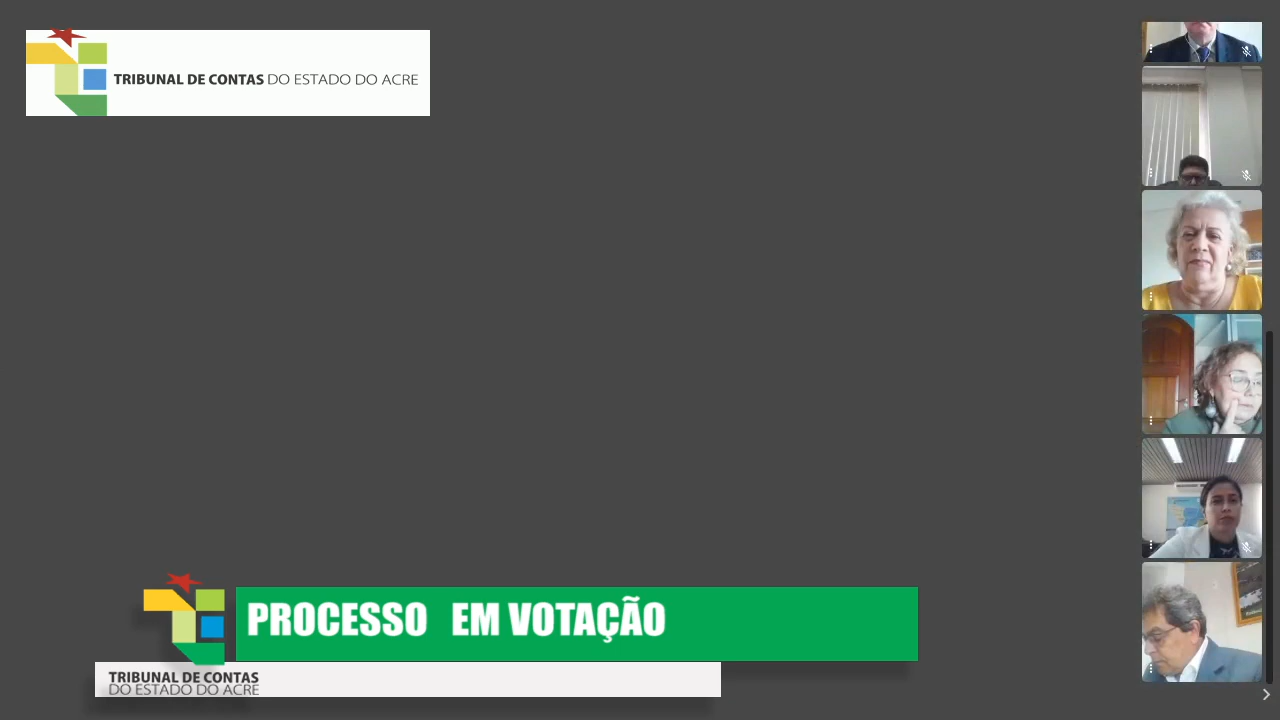 TRIBUNAL DE CONTAS DO ESTADO DO ACRE
PROCESSO EM VOTAÇÃO
TRIBUNAL DE CONTAS
DO ESTADO DO ACRE